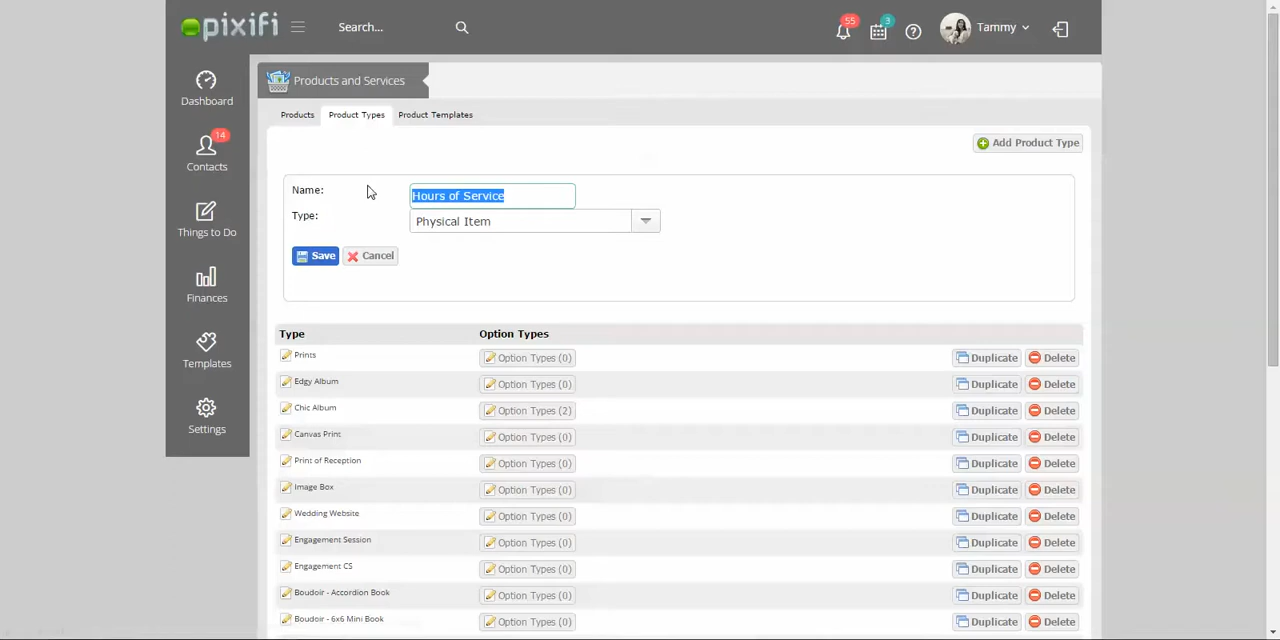 pixifi
Search...
55
3
Tammy
Dashboard
14
Contacts
Things to Do
Finances
Templates
Settings
Products and Services
Products
Product Types
Product Templates
Add Product Type
Name:
Hours of Service
Type:
Physical Item
Save
Cancel
Type Option Types
Prints Option Types (0) Duplicate Delete
Edgy Album Option Types (0) Duplicate Delete
Chic Album Option Types (2) Duplicate Delete
Canvas Print Option Types (0) Duplicate Delete
Print of Reception Option Types (0) Duplicate Delete
Image Box Option Types (0) Duplicate Delete
Wedding Website Option Types (0) Duplicate Delete
Engagement Session Option Types (0) Duplicate Delete
Engagement CS Option Types (0) Duplicate Delete
Boudoir - Accordion Book Option Types (0) Duplicate Delete
Boudoir - 6x6 Mini Book Option Types (0) Duplicate Delete